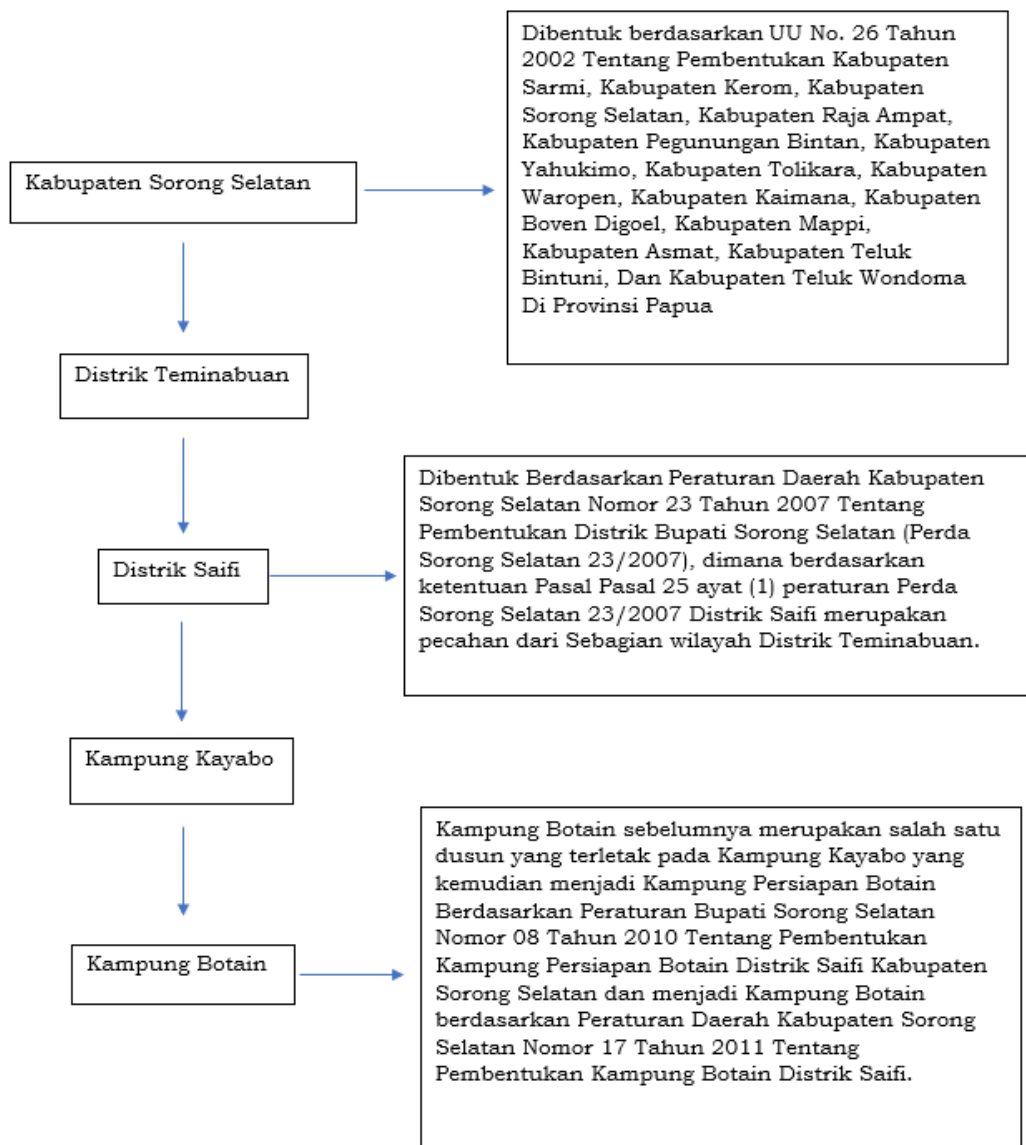 Dibentuk berdasarkan UU No. 26 Tahun
2002 Tentang Pembentukan Kabupaten
Sarmi, Kabupaten Kerom, Kabupaten
Sorong Selatan, Kabupaten Raja Ampat,
Kabupaten Pegunungan Bintan, Kabupaten
Yahukimo, Kabupaten Tolikara, Kabupaten
Waropen, Kabupaten Kaimana, Kabupaten
Boven Digoel, Kabupaten Mappi,
Kabupaten Asmat, Kabupaten Teluk
Bintuni, Dan Kabupaten Teluk Wondoma
Di Provinsi Papua
Kabupaten Sorong Selatan
Distrik Teminabuan
Dibentuk Berdasarkan Peraturan Daerah Kabupaten
Sorong Selatan Nomor 23 Tahun 2007 Tentang
Pembentukan Distrik Bupati Sorong Selatan (Perda
Sorong Selatan 23/2007), dimana berdasarkan
ketentuan Pasal Pasal 25 ayat (1) peraturan Perda
Sorong Selatan 23/2007 Distrik Saifi merupakan
pecahan dari Sebagian wilayah Distrik Teminabuan.
Distrik Saifi
Kampung Kayabo
Kampung Botain sebelumnya merupakan salah satu
dusun yang terletak pada Kampung Kayabo yang
kemudian menjadi Kampung Persiapan Botain
Berdasarkan Peraturan Bupati Sorong Selatan
Nomor 08 Tahun 2010 Tentang Pembentukan
Kampung Persiapan Botain Distrik Saifi Kabupaten
Sorong Selatan dan menjadi Kampung Botain
berdasarkan Peraturan Daerah Kabupaten Sorong
Selatan Nomor 17 Tahun 2011 Tentang
Pembentukan Kampung Botain Distrik Saifi.
Kampung Botain